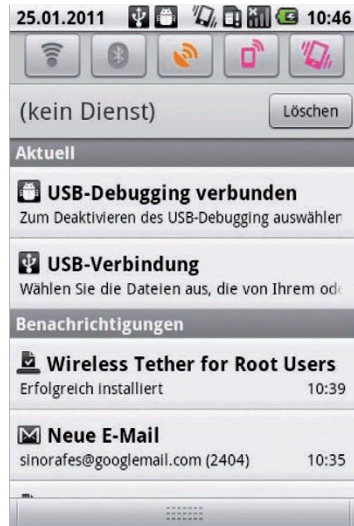 25.01.2011 10:46
(kein Dienst) Löschen
Aktuell
USB-Debugging verbunden
Zum Deaktivieren des USB-Debugging auswählen
USB-Verbindung
Wählen Sie die Dateien aus, die von Ihrem ode
Benachrichtigungen
Wireless Tether for Root Users
Erfolgreich installiert 10:39
Neue E-Mail
sinorafes@googlemail.com (2404) 10:35